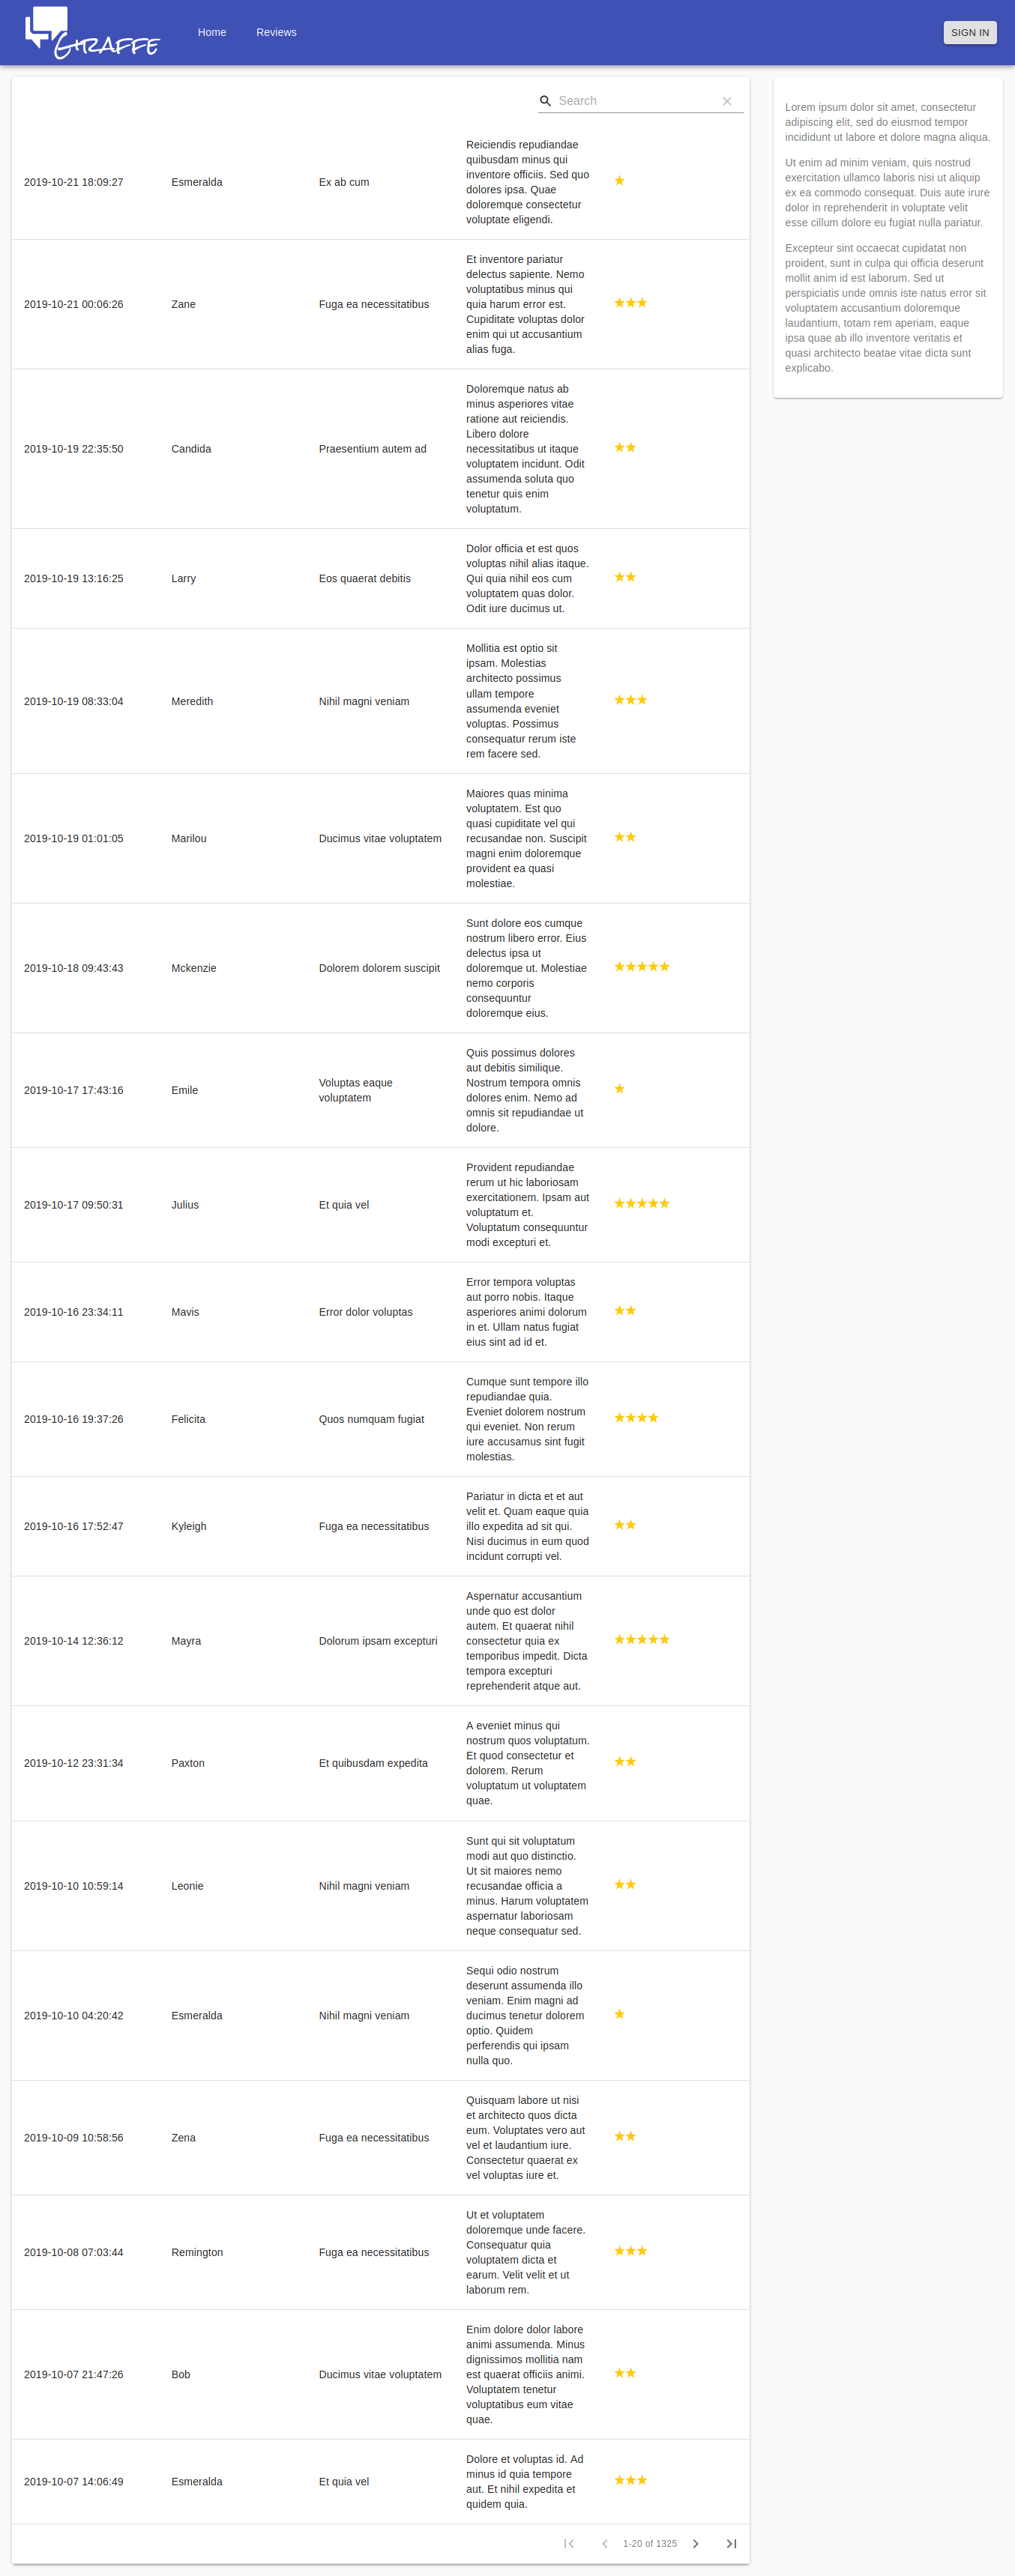 Giraffe
Home
Reviews
SIGN IN
Search
2019-10-21 18:09:27
Esmeralda
Ex ab cum
Reiciendis repudiandae
quibusdam minus qui
inventore officiis. Sed quo
dolores ipsa. Quae
doloremque consectetur
voluptate eligendi.
2019-10-21 00:06:26
Zane
Fuga ea necessitatibus
Et inventore pariatur
delectus sapiente. Nemo
voluptatibus minus qui
quia harum error est.
Cupiditate voluptas dolor
enim qui ut accusantium
alias fuga.
2019-10-19 22:35:50
Candida
Praesentium autem ad
Doloremque natus ab
minus asperiores vitae
ratione aut reiciendis.
Libero dolore
necessitatibus ut itaque
voluptatem incidunt. Odit
assumenda soluta quo
tenetur quis enim
voluptatum.
2019-10-19 13:16:25
Larry
Eos quaerat debitis
Dolor officia et est quos
voluptas nihil alias itaque.
Qui quia nihil eos cum
voluptatem quas dolor.
Odit iure ducimus ut.
2019-10-19 08:33:04
Meredith
Nihil magni veniam
Mollitia est optio sit
ipsam. Molestias
architecto possimus
ullam tempore
assumenda eveniet
voluptas. Possimus
consequatur rerum iste
rem facere sed.
2019-10-19 01:01:05
Marilou
Ducimus vitae voluptatem
Maiores quas minima
voluptatem. Est quo
quasi cupiditate vel qui
recusandae non. Suscipit
magni enim doloremque
provident ea quasi
molestiae.
2019-10-18 09:43:43
Mckenzie
Dolorem dolorem suscipit
Sunt dolore eos cumque
nostrum libero error. Eius
delectus ipsa ut
doloremque ut. Molestiae
nemo corporis
consequuntur
doloremque eius.
2019-10-17 17:43:16
Emile
Voluptas eaque
voluptatem
Quis possimus dolores
aut debitis similique.
Nostrum tempora omnis
dolores enim. Nemo ad
omnis sit repudiandae ut
dolore.
2019-10-17 09:50:31
Julius
Et quia vel
Provident repudiandae
rerum ut hic laboriosam
exercitationem. Ipsam aut
voluptatum et.
Voluptatum consequuntur
modi excepturi et.
2019-10-16 23:34:11
Mavis
Error dolor voluptas
Error tempora voluptas
aut porro nobis. Itaque
asperiores animi dolorum
in et. Ullam natus fugiat
eius sint ad id et.
2019-10-16 19:37:26
Felicita
Quos numquam fugiat
Cumque sunt tempore illo
repudiandae quia.
Eveniet dolorem nostrum
qui eveniet. Non rerum
iure accusamus sint fugit
molestias.
2019-10-16 17:52:47
Kyleigh
Fuga ea necessitatibus
Pariatur in dicta et et aut
velit et. Quam eaque quia
illo expedita ad sit qui.
Nisi ducimus in eum quod
incidunt corrupti vel.
2019-10-14 12:36:12
Mayra
Dolorum ipsam excepturi
Aspernatur accusantium
unde quo est dolor
autem. Et quaerat nihil
consectetur quia ex
temporibus impedit. Dicta
tempora excepturi
reprehenderit atque aut.
2019-10-12 23:31:34
Paxton
Et quibusdam expedita
A eveniet minus qui
nostrum quos voluptatum.
Et quod consectetur et
dolorem. Rerum
voluptatum ut voluptatem
quae.
2019-10-10 10:59:14
Leonie
Nihil magni veniam
Sunt qui sit voluptatum
modi aut quo distinctio.
Ut sit maiores nemo
recusandae officia a
minus. Harum voluptatem
aspernatur laboriosam
neque consequatur sed.
2019-10-10 04:20:42
Esmeralda
Nihil magni veniam
Sequi odio nostrum
deserunt assumenda illo
veniam. Enim magni ad
ducimus tenetur dolorem
optio. Quidem
perferendis qui ipsam
nulla quo.
2019-10-09 10:58:56
Zena
Fuga ea necessitatibus
Quisquam labore ut nisi
et architecto quos dicta
eum. Voluptates vero aut
vel et laudantium iure.
Consectetur quaerat ex
vel voluptas iure et.
2019-10-08 07:03:44
Remington
Fuga ea necessitatibus
Ut et voluptatem
doloremque unde facere.
Consequatur quia
voluptatem dicta et
earum. Velit velit et ut
laborum rem.
2019-10-07 21:47:26
Bob
Ducimus vitae voluptatem
Enim dolore dolor labore
animi assumenda. Minus
dignissimos mollitia nam
est quaerat officiis animi.
Voluptatem tenetur
voluptatibus eum vitae
quae.
2019-10-07 14:06:49
Esmeralda
Et quia vel
Dolore et voluptas id. Ad
minus id quia tempore
aut. Et nihil expedita et
quidem quia.
1-20 of 1325
Lorem ipsum dolor sit amet, consectetur
adipiscing elit, sed do eiusmod tempor
incididunt ut labore et dolore magna aliqua.
Ut enim ad minim veniam, quis nostrud
exercitation ullamco laboris nisi ut aliquip
ex ea commodo consequat. Duis aute irure
dolor in reprehenderit in voluptate velit
esse cillum dolore eu fugiat nulla pariatur.
Excepteur sint occaecat cupidatat non
proident, sunt in culpa qui officia deserunt
mollit anim id est laborum. Sed ut
perspiciatis unde omnis iste natus error sit
voluptatem accusantium doloremque
laudantium, totam rem aperiam, eaque
ipsa quae ab illo inventore veritatis et
quasi architecto beatae vitae dicta sunt
explicabo.